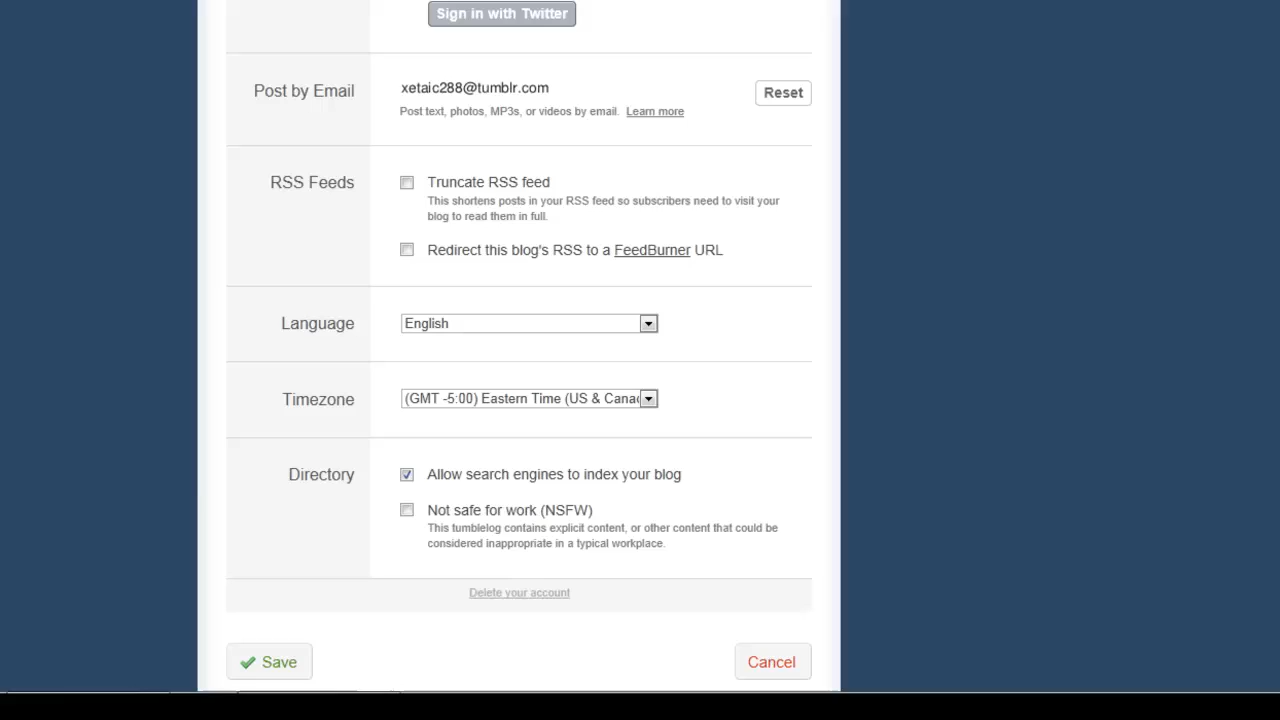 Sign in with Twitter
Post by Email
xetaic288@tumblr.com
Reset
Post text, photos, MP3s, or videos by email. Learn more
RSS Feeds
Truncate RSS feed
This shortens posts in your RSS feed so subscribers need to visit your
blog to read them in full.
Redirect this blog's RSS to a FeedBurner URL
Language
English
Timezone
(GMT -5:00) Eastern Time (US & Canad
Directory
Allow search engines to index your blog
Not safe for work (NSFW)
This tumblelog contains explicit content, or other content that could be
considered inappropriate in a typical workplace.
Delete your account
Save
Cancel